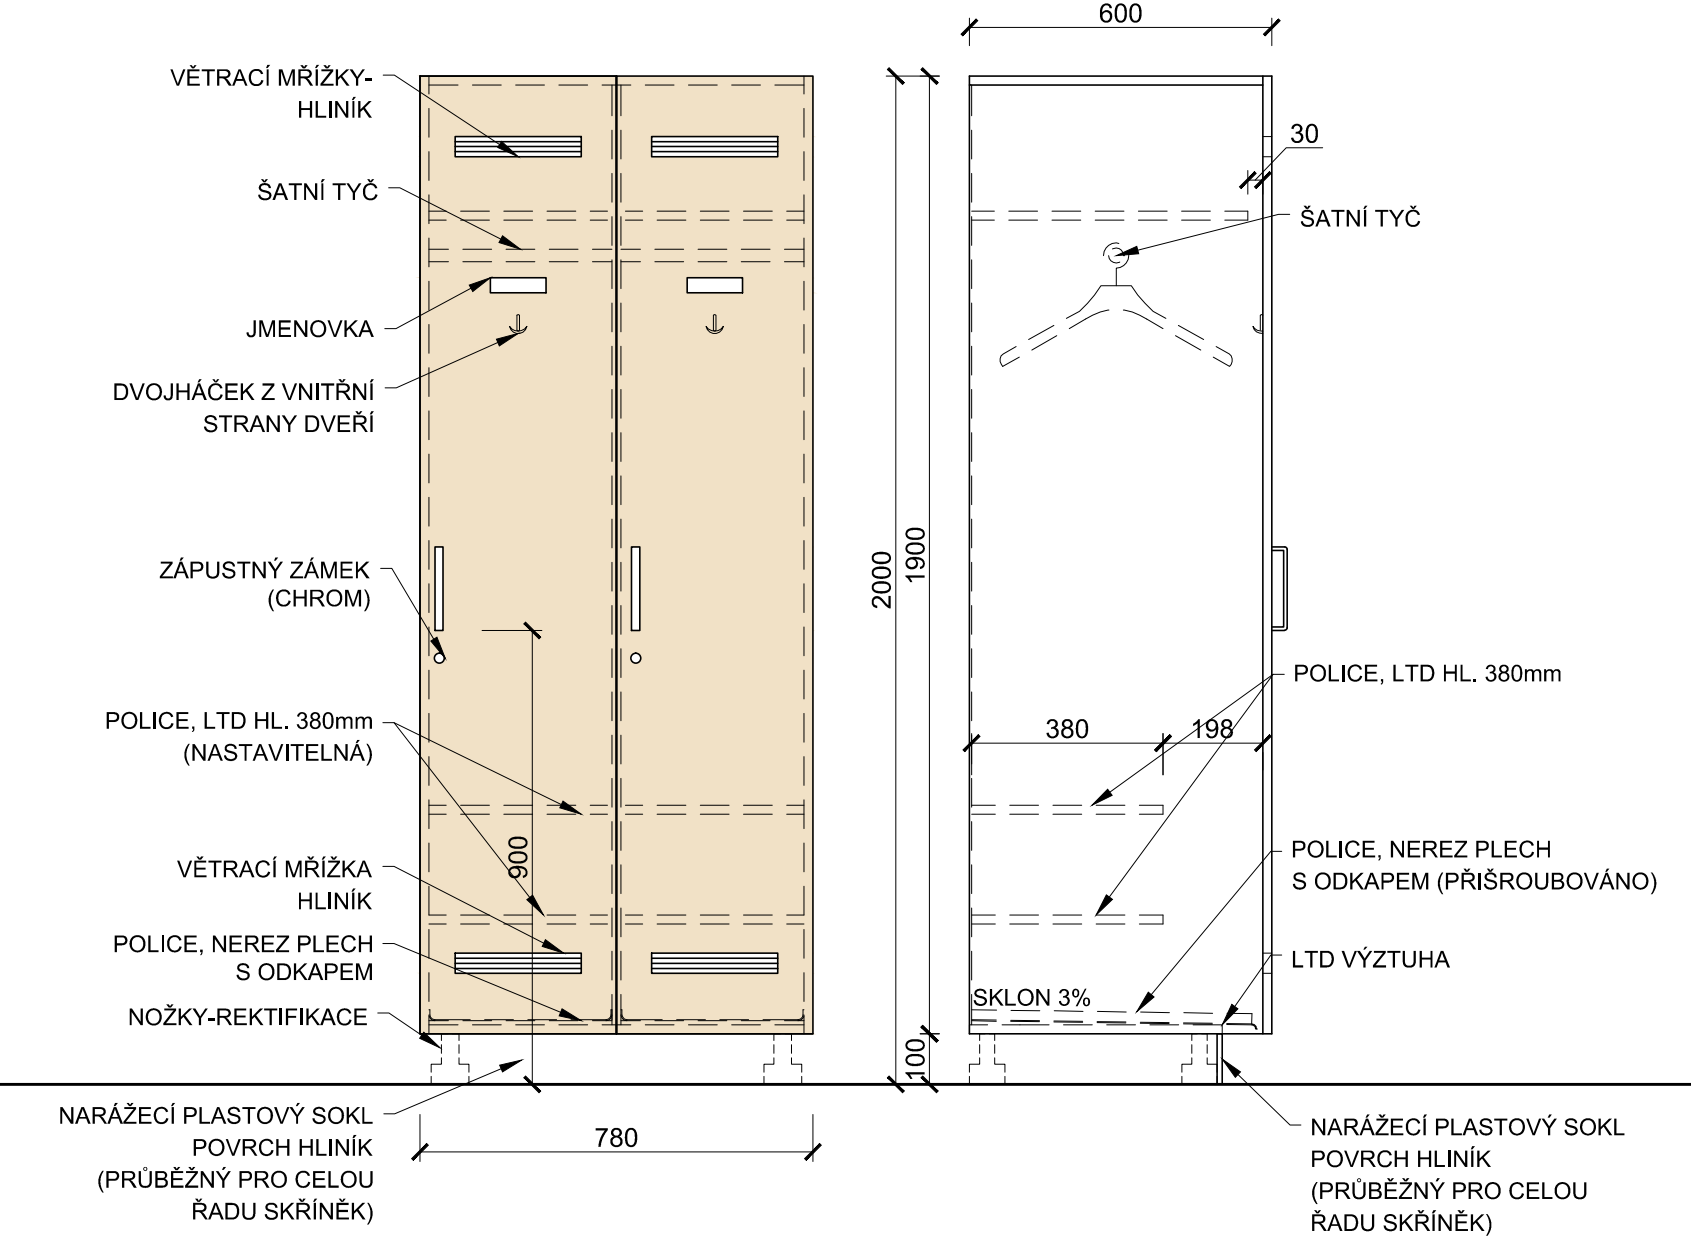 600
VĚTRACÍ MŘÍŽKY-
HLINÍK
30
ŠATNÍ TYČ
ŠATNÍ TYČ
JMENOVKA
DVOJHÁČEK Z VNITŘNÍ
STRANY DVEŘÍ
2000
1900
ZÁPUSTNÝ ZÁMEK
(CHROM)
POLICE, LTD HL. 380mm
POLICE, LTD HL. 380mm
(NASTAVITELNÁ)
380
198
900
VĚTRACÍ MŘÍŽKA
HLINÍK
POLICE, NEREZ PLECH
S ODKAPEM (PŘIŠROUBOVÁNO)
POLICE, NEREZ PLECH
S ODKAPEM
LTD VÝZTUHA
SKLON 3%
NOŽKY-REKTIFIKACE
100
NARÁŽECÍ PLASTOVÝ SOKL
POVRCH HLINÍK
(PRŮBĚŽNÝ PRO CELOU
ŘADU SKŘÍNĚK)
780
NARÁŽECÍ PLASTOVÝ SOKL
POVRCH HLINÍK
(PRŮBĚŽNÝ PRO CELOU
ŘADU SKŘÍNĚK)